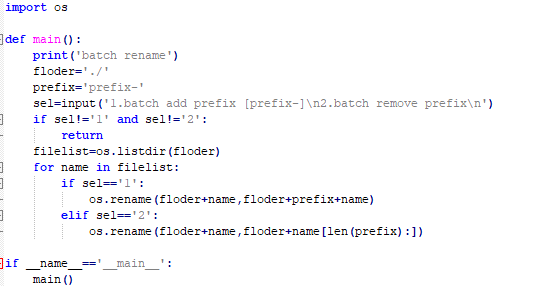 import os
def main():
    print('batch rename')
    floder='./'
    prefix='prefix-'
    sel=input('1.batch add prefix [prefix-]\n2.batch remove prefix\n')
    if sel!='1' and sel!='2':
        return
    filelist=os.listdir(floder)
    for name in filelist:
        if sel=='1':
            os.rename(floder+name,floder+prefix+name)
        elif sel=='2':
            os.rename(floder+name,floder+name[len(prefix):])
if __name__=='__main__':
    main()